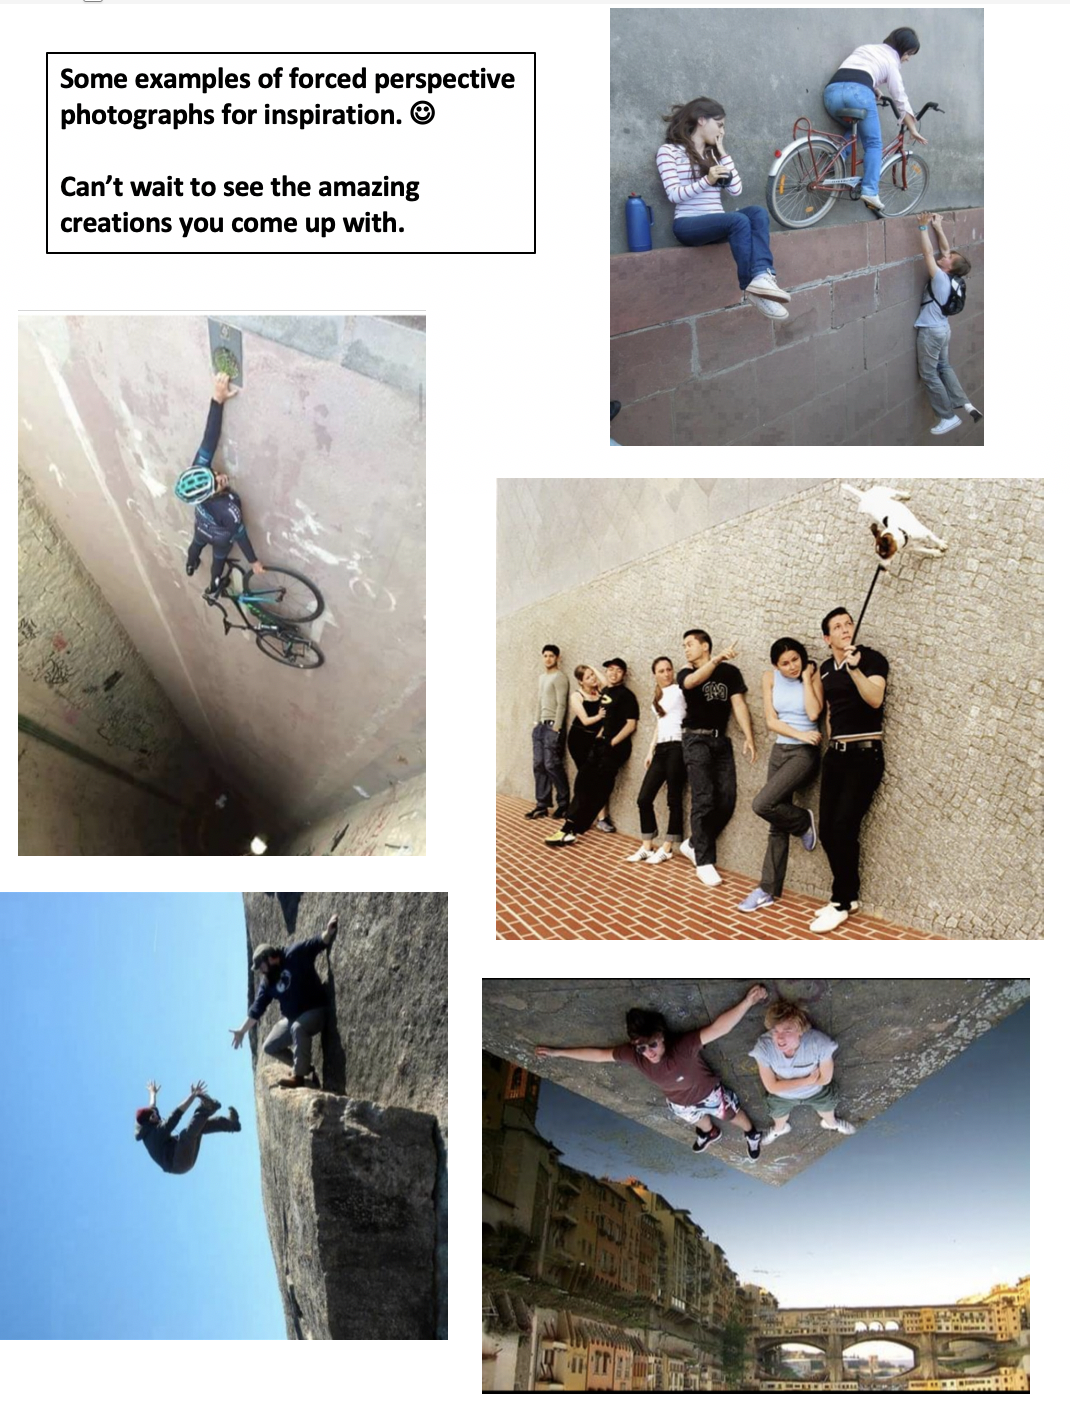 Some examples of forced perspective
photographs for inspiration. ☺
Can’t wait to see the amazing
creations you come up with.